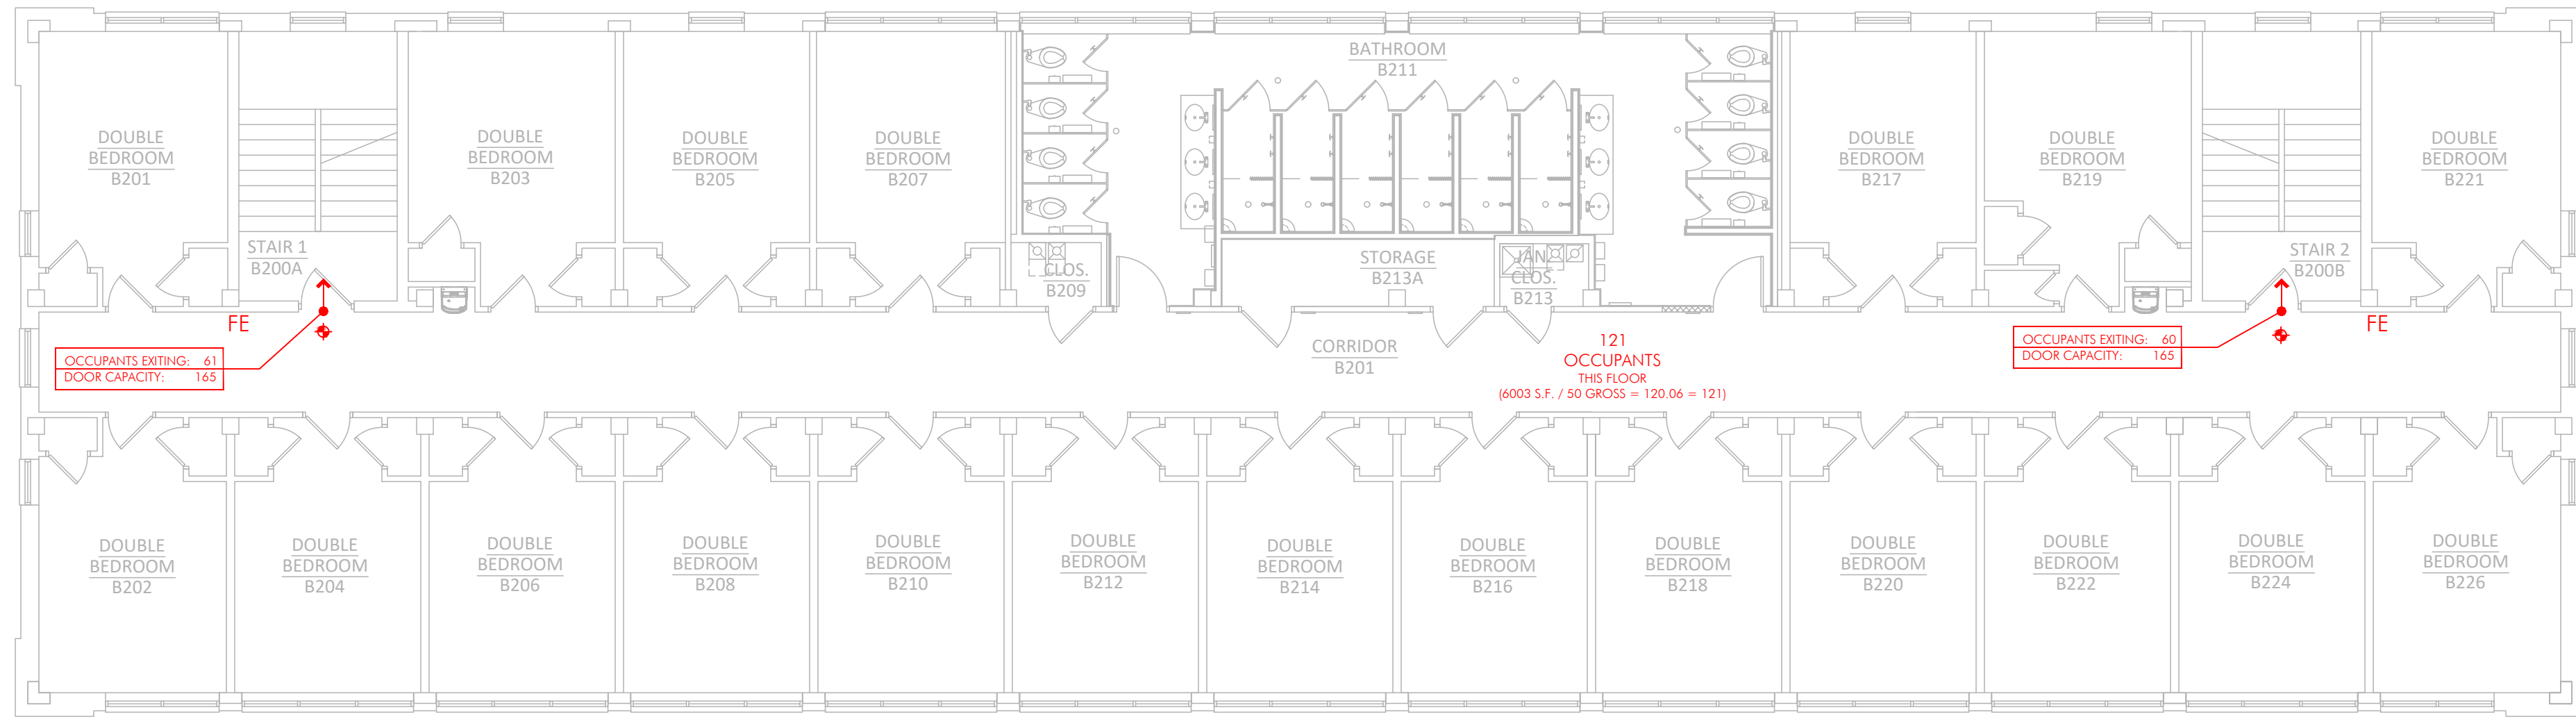 BATHROOM
B211
DOUBLE
BEDROOM
B201
DOUBLE
BEDROOM
B203
DOUBLE
BEDROOM
B205
DOUBLE
BEDROOM
B207
DOUBLE
BEDROOM
B217
DOUBLE
BEDROOM
B219
DOUBLE
BEDROOM
B221
STAIR 1
B200A
CLOS.
B209
STORAGE
B213A
JAN.
CLOS.
B213
STAIR 2
B200B
FE
FE
OCCUPANTS EXITING: 61
DOOR CAPACITY: 165
CORRIDOR
B201
121
OCCUPANTS
THIS FLOOR
(6003 S.F. / 50 GROSS = 120.06 = 121)
OCCUPANTS EXITING: 60
DOOR CAPACITY: 165
DOUBLE
BEDROOM
B202
DOUBLE
BEDROOM
B204
DOUBLE
BEDROOM
B206
DOUBLE
BEDROOM
B208
DOUBLE
BEDROOM
B210
DOUBLE
BEDROOM
B212
DOUBLE
BEDROOM
B214
DOUBLE
BEDROOM
B216
DOUBLE
BEDROOM
B218
DOUBLE
BEDROOM
B220
DOUBLE
BEDROOM
B222
DOUBLE
BEDROOM
B224
DOUBLE
BEDROOM
B226